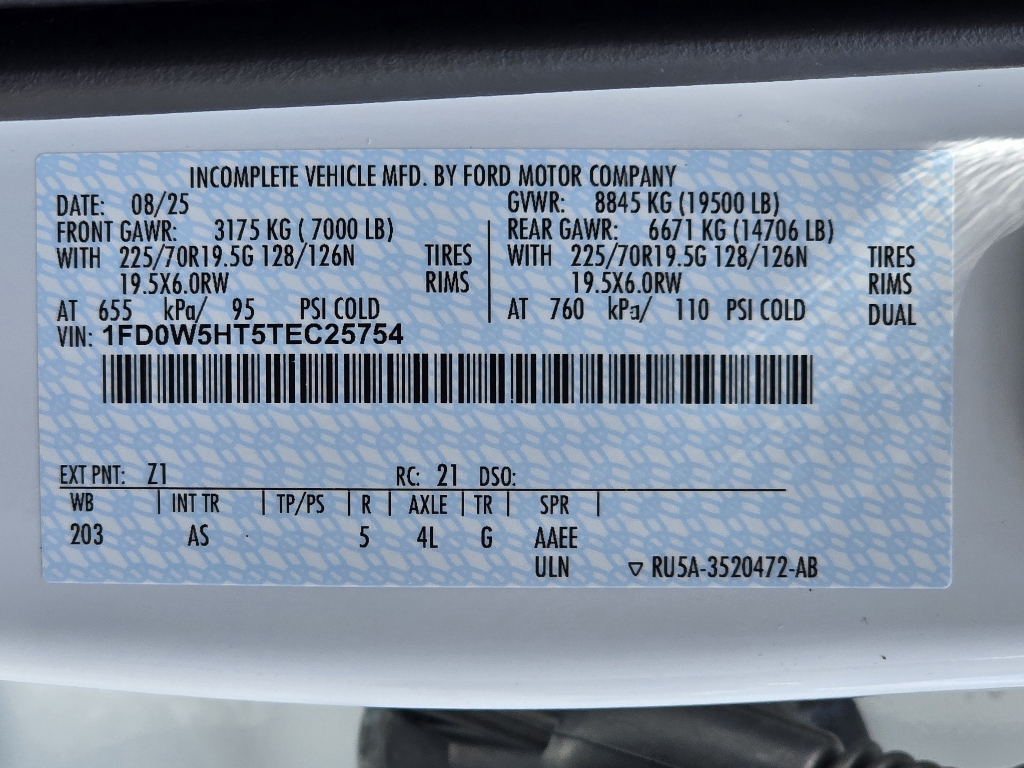 INCOMPLETE VEHICLE MFD. BY FORD MOTOR COMPANY
DATE: 08/25 GVWR: 8845 KG (19500 LB)
FRONT GAWR: 3175 KG ( 7000 LB) REAR GAWR: 6671 KG (14706 LB)
WITH 225/70R19.5G 128/126N TIRES WITH 225/70R19.5G 128/126N TIRES
19.5X6.0RW RIMS 19.5X6.0RW RIMS
AT 655 kPa/ 95 PSI COLD AT 760 kPa/ 110 PSI COLD DUAL
VIN: 1FD0W5HT5TEC25754
EXT PNT: Z1 RC: 21 DSO:
WB | INT TR | TP/PS | R | AXLE | TR | SPR |
203 AS 5 4L G AAEE
ULN ▽ RU5A-3520472-AB